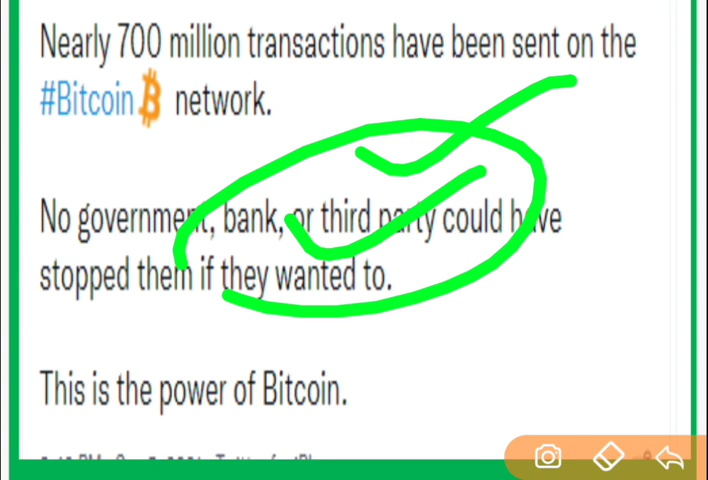 Nearly 700 million transactions have been sent on the
#Bitcoin₿ network.
No government, bank, or third party could have
stopped them if they wanted to.
This is the power of Bitcoin.